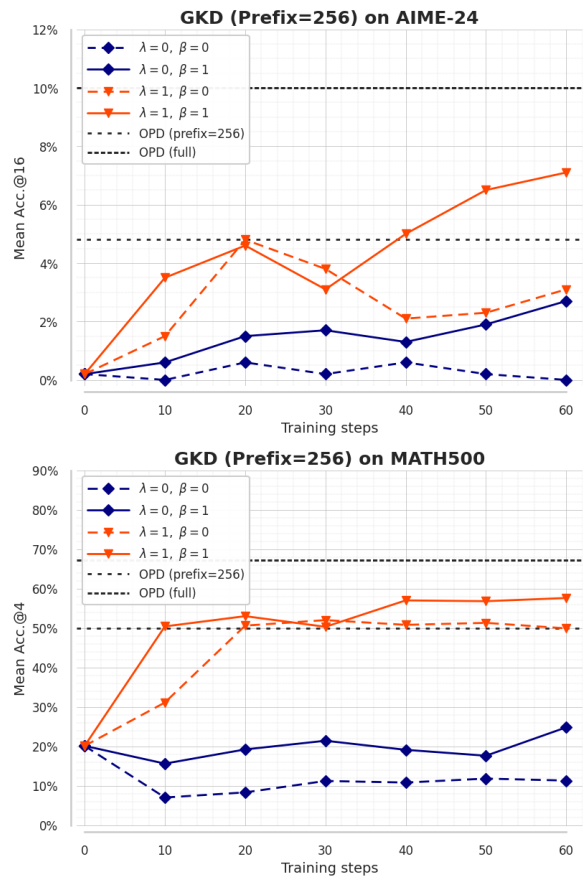 GKD (Prefix=256) on AIME-24
12%
10%
8%
6%
4%
2%
0%
Mean Acc.@16
λ = 0, β = 0
λ = 0, β = 1
λ = 1, β = 0
λ = 1, β = 1
OPD (prefix=256)
OPD (full)
0 10 20 30 40 50 60
Training steps
GKD (Prefix=256) on MATH500
90%
80%
70%
60%
50%
40%
30%
20%
10%
0%
Mean Acc.@4
λ = 0, β = 0
λ = 0, β = 1
λ = 1, β = 0
λ = 1, β = 1
OPD (prefix=256)
OPD (full)
0 10 20 30 40 50 60
Training steps